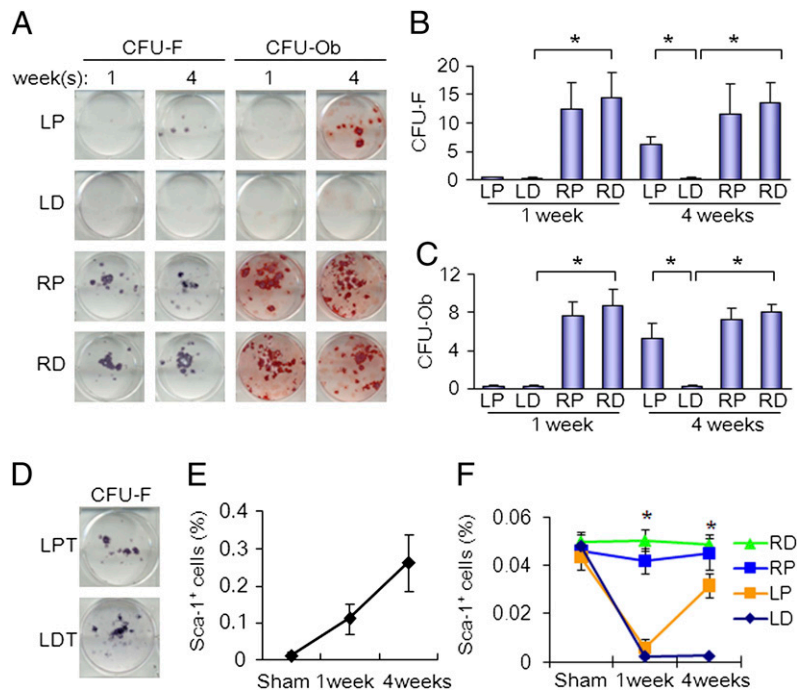 A
CFU-F CFU-Ob
week(s): 1 4 1 4
LP
LD
RP
RD
B
CFU-F
20
15
10
5
0
* * *
LP LD RP RD LP LD RP RD
1 week 4 weeks
C
CFU-Ob
12
8
4
0
* * *
LP LD RP RD LP LD RP RD
1 week 4 weeks
D
CFU-F
LPT
LDT
E
Sca-1+ cells (%)
0.4
0.3
0.2
0.1
0
Sham 1week 4weeks
F
Sca-1+ cells (%)
0.06
0.04
0.02
0
* *
Sham 1week 4weeks
RD
RP
LP
LD